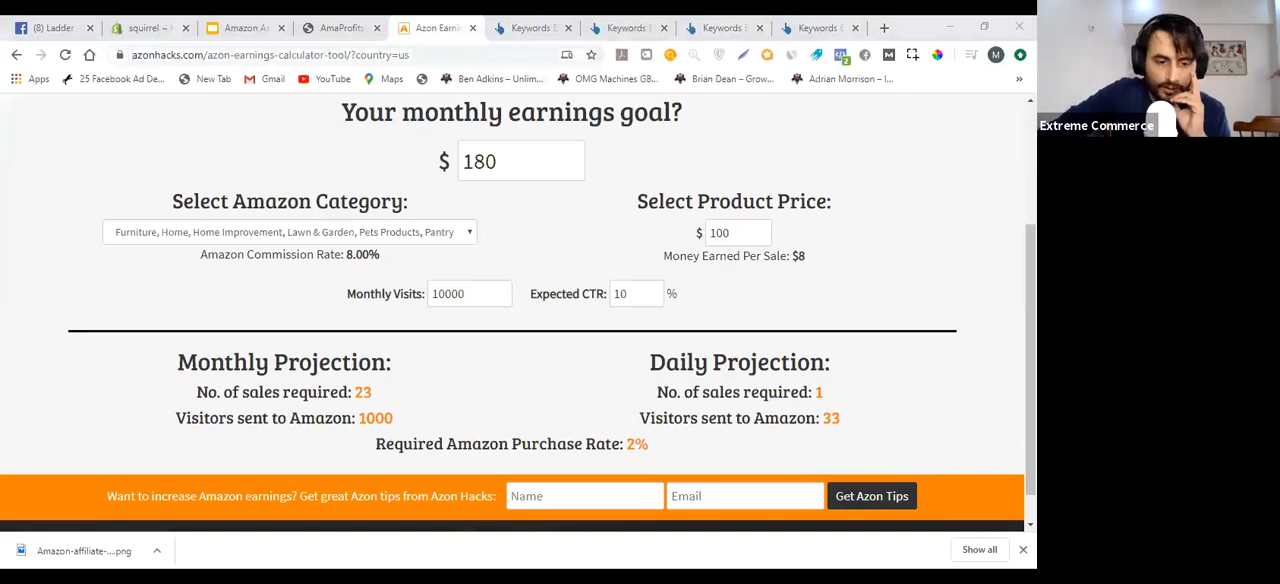 (8) Ladder
squirrel ~
Amazon As
AmaProfits
Azon Earnin
Keywords E
Keywords E
Keywords E
Keywords E
azonhacks.com/azon-earnings-calculator-tool/?country=us
M
Apps
25 Facebook Ad De...
New Tab
Gmail
YouTube
Maps
Ben Adkins – Unlim...
OMG Machines GB...
Brian Dean – Grow...
Adrian Morrison – I...
»
Extreme Commerce
Your monthly earnings goal?
$ 180
Select Amazon Category:
Select Product Price:
Furniture, Home, Home Improvement, Lawn & Garden, Pets Products, Pantry
$ 100
Amazon Commission Rate: 8.00%
Money Earned Per Sale: $8
Monthly Visits: 10000
Expected CTR: 10 %
Monthly Projection:
Daily Projection:
No. of sales required: 23
No. of sales required: 1
Visitors sent to Amazon: 1000
Visitors sent to Amazon: 33
Required Amazon Purchase Rate: 2%
Want to increase Amazon earnings? Get great Azon tips from Azon Hacks:
Name
Email
Get Azon Tips
Amazon-affiliate-....png
Show all